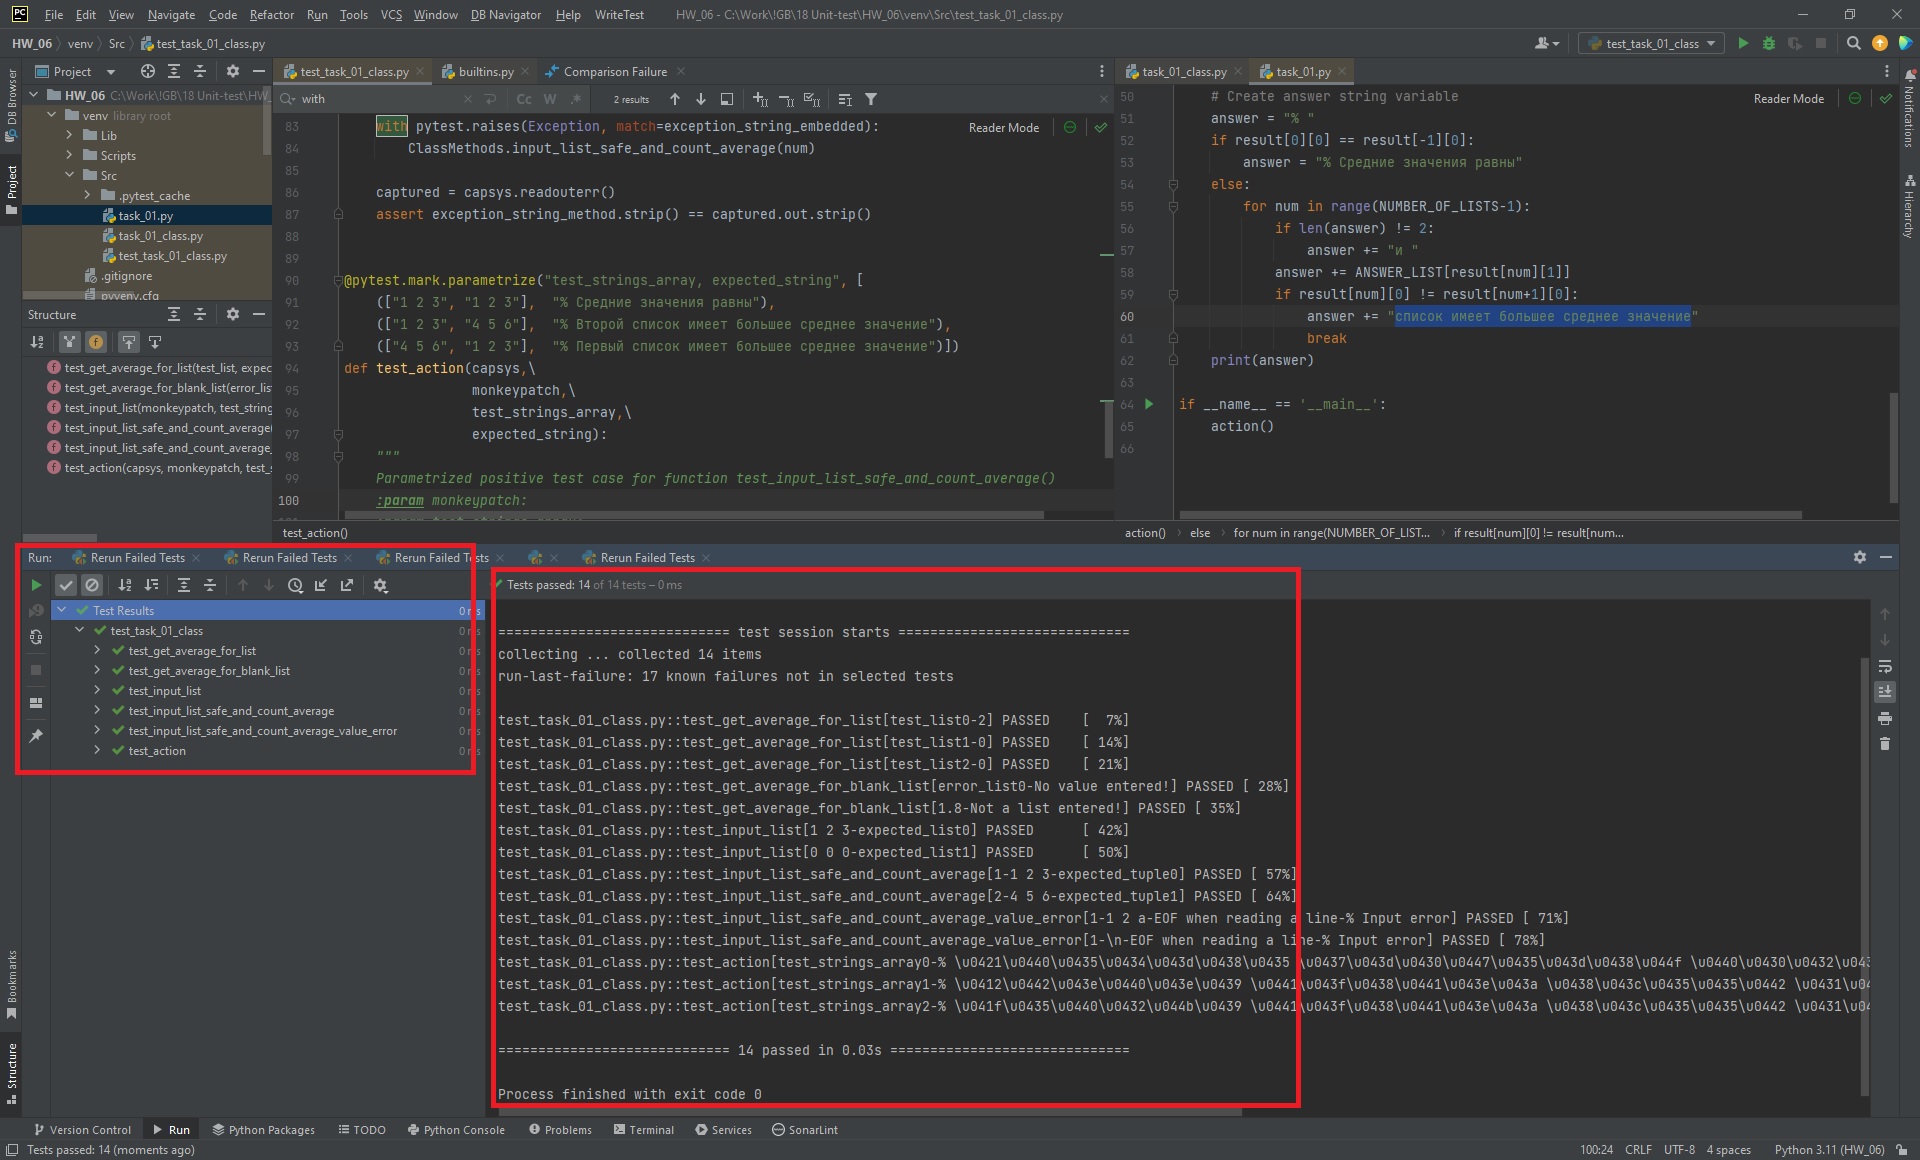 File Edit View Navigate Code Refactor Run Tools VCS Window DB Navigator Help WriteTest HW_06 - C:\Work\!GB\18 Unit-test\HW_06\venv\Src\test_task_01_class.py
HW_06 venv Src test_task_01_class.py test_task_01_class
Project
HW_06 C:\Work\!GB\18 Unit-test\HW_
venv library root
Lib
Scripts
Src
.pytest_cache
task_01.py
task_01_class.py
test_task_01_class.py
.gitignore
pyvenv.cfg
Structure
test_get_average_for_list(test_list, expec
test_get_average_for_blank_list(error_lis
test_input_list(monkeypatch, test_string
test_input_list_safe_and_count_average(
test_input_list_safe_and_count_average_
test_action(capsys, monkeypatch, test_s
test_task_01_class.py builtins.py Comparison Failure
with Cc W .* 2 results
Reader Mode
83 with pytest.raises(Exception, match=exception_string_embedded):
84 ClassMethods.input_list_safe_and_count_average(num)
85
86 captured = capsys.readouterr()
87 assert exception_string_method.strip() == captured.out.strip()
88
89
90 @pytest.mark.parametrize("test_strings_array, expected_string", [
91 (["1 2 3", "1 2 3"], "% Средние значения равны"),
92 (["1 2 3", "4 5 6"], "% Второй список имеет большее среднее значение"),
93 (["4 5 6", "1 2 3"], "% Первый список имеет большее среднее значение")])
94 def test_action(capsys,\
95 monkeypatch,\
96 test_strings_array,\
97 expected_string):
98 """
99 Parametrized positive test case for function test_input_list_safe_and_count_average()
100 :param monkeypatch:
test_action()
task_01_class.py task_01.py
Reader Mode
50 # Create answer string variable
51 answer = "% "
52 if result[0][0] == result[-1][0]:
53 answer = "% Средние значения равны"
54 else:
55 for num in range(NUMBER_OF_LISTS-1):
56 if len(answer) != 2:
57 answer += "и "
58 answer += ANSWER_LIST[result[num][1]]
59 if result[num][0] != result[num+1][0]:
60 answer += "список имеет большее среднее значение"
61 break
62 print(answer)
63
64 if __name__ == '__main__':
65 action()
66
action() else for num in range(NUMBER_OF_LIST... if result[num][0] != result[num...
Run: Rerun Failed Tests Rerun Failed Tests Rerun Failed Tests Rerun Failed Tests
Test Results 0 ms
test_task_01_class 0 ms
test_get_average_for_list 0 ms
test_get_average_for_blank_list 0 ms
test_input_list 0 ms
test_input_list_safe_and_count_average 0 ms
test_input_list_safe_and_count_average_value_error 0 ms
test_action 0 ms
Tests passed: 14 of 14 tests – 0 ms
============================= test session starts =============================
collecting ... collected 14 items
run-last-failure: 17 known failures not in selected tests
test_task_01_class.py::test_get_average_for_list[test_list0-2] PASSED [ 7%]
test_task_01_class.py::test_get_average_for_list[test_list1-0] PASSED [ 14%]
test_task_01_class.py::test_get_average_for_list[test_list2-0] PASSED [ 21%]
test_task_01_class.py::test_get_average_for_blank_list[error_list0-No value entered!] PASSED [ 28%]
test_task_01_class.py::test_get_average_for_blank_list[1.8-Not a list entered!] PASSED [ 35%]
test_task_01_class.py::test_input_list[1 2 3-expected_list0] PASSED [ 42%]
test_task_01_class.py::test_input_list[0 0 0-expected_list1] PASSED [ 50%]
test_task_01_class.py::test_input_list_safe_and_count_average[1-1 2 3-expected_tuple0] PASSED [ 57%]
test_task_01_class.py::test_input_list_safe_and_count_average[2-4 5 6-expected_tuple1] PASSED [ 64%]
test_task_01_class.py::test_input_list_safe_and_count_average_value_error[1-1 2 a-EOF when reading a line-% Input error] PASSED [ 71%]
test_task_01_class.py::test_input_list_safe_and_count_average_value_error[1-\n-EOF when reading a line-% Input error] PASSED [ 78%]
test_task_01_class.py::test_action[test_strings_array0-% \u0421\u0440\u0435\u0434\u043d\u0438\u0435 \u0437\u043d\u0430\u0447\u0435\u043d\u0438\u044f \u0440\u0430\u0432\u043
test_task_01_class.py::test_action[test_strings_array1-% \u0412\u0442\u043e\u0440\u043e\u0439 \u0441\u043f\u0438\u0441\u043e\u043a \u0438\u043c\u0435\u0435\u0442 \u0431\u04
test_task_01_class.py::test_action[test_strings_array2-% \u041f\u0435\u0440\u0432\u044b\u0439 \u0441\u043f\u0438\u0441\u043e\u043a \u0438\u043c\u0435\u0435\u0442 \u0431\u04
============================= 14 passed in 0.03s =============================
Process finished with exit code 0
DB Browser
Project
Bookmarks
Structure
Notifications
Hierarchy
Version Control Run Python Packages TODO Python Console Problems Terminal Services SonarLint
Tests passed: 14 (moments ago) 100:24 CRLF UTF-8 4 spaces Python 3.11 (HW_06)